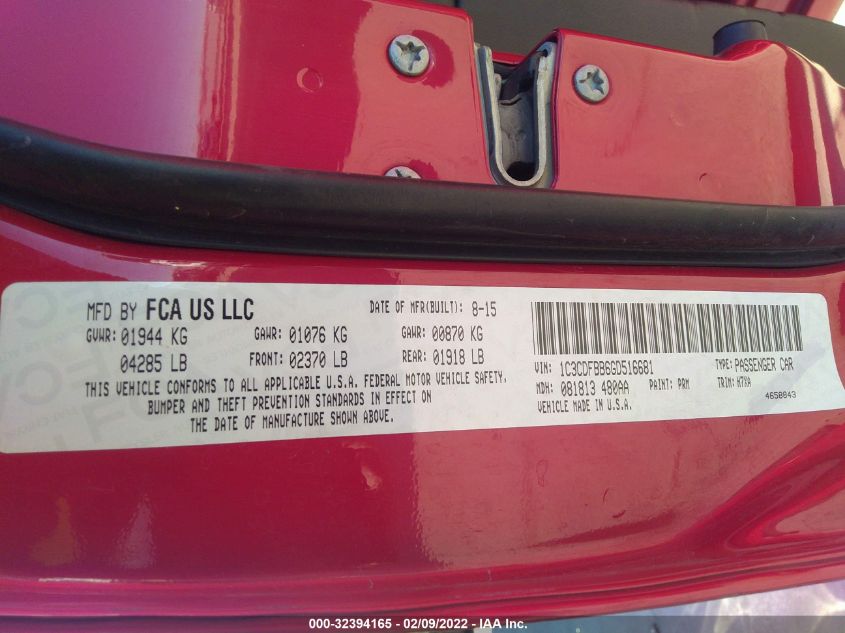 MFD BY FCA US LLC DATE OF MFR(BUILT): 8-15
GVWR: 01944 KG GAWR: 01076 KG GAWR: 00870 KG
04285 LB FRONT: 02370 LB REAR: 01918 LB
THIS VEHICLE CONFORMS TO ALL APPLICABLE U.S.A. FEDERAL MOTOR VEHICLE SAFETY,
BUMPER AND THEFT PREVENTION STANDARDS IN EFFECT ON
THE DATE OF MANUFACTURE SHOWN ABOVE.
VIN: 1C3CDFBB6GD516681 TYPE: PASSENGER CAR
MDH: 081813 480AA PAINT: PRM TRIM: H7XA
VEHICLE MADE IN U.S.A. 4650843
000-32394165 - 02/09/2022 - IAA Inc.